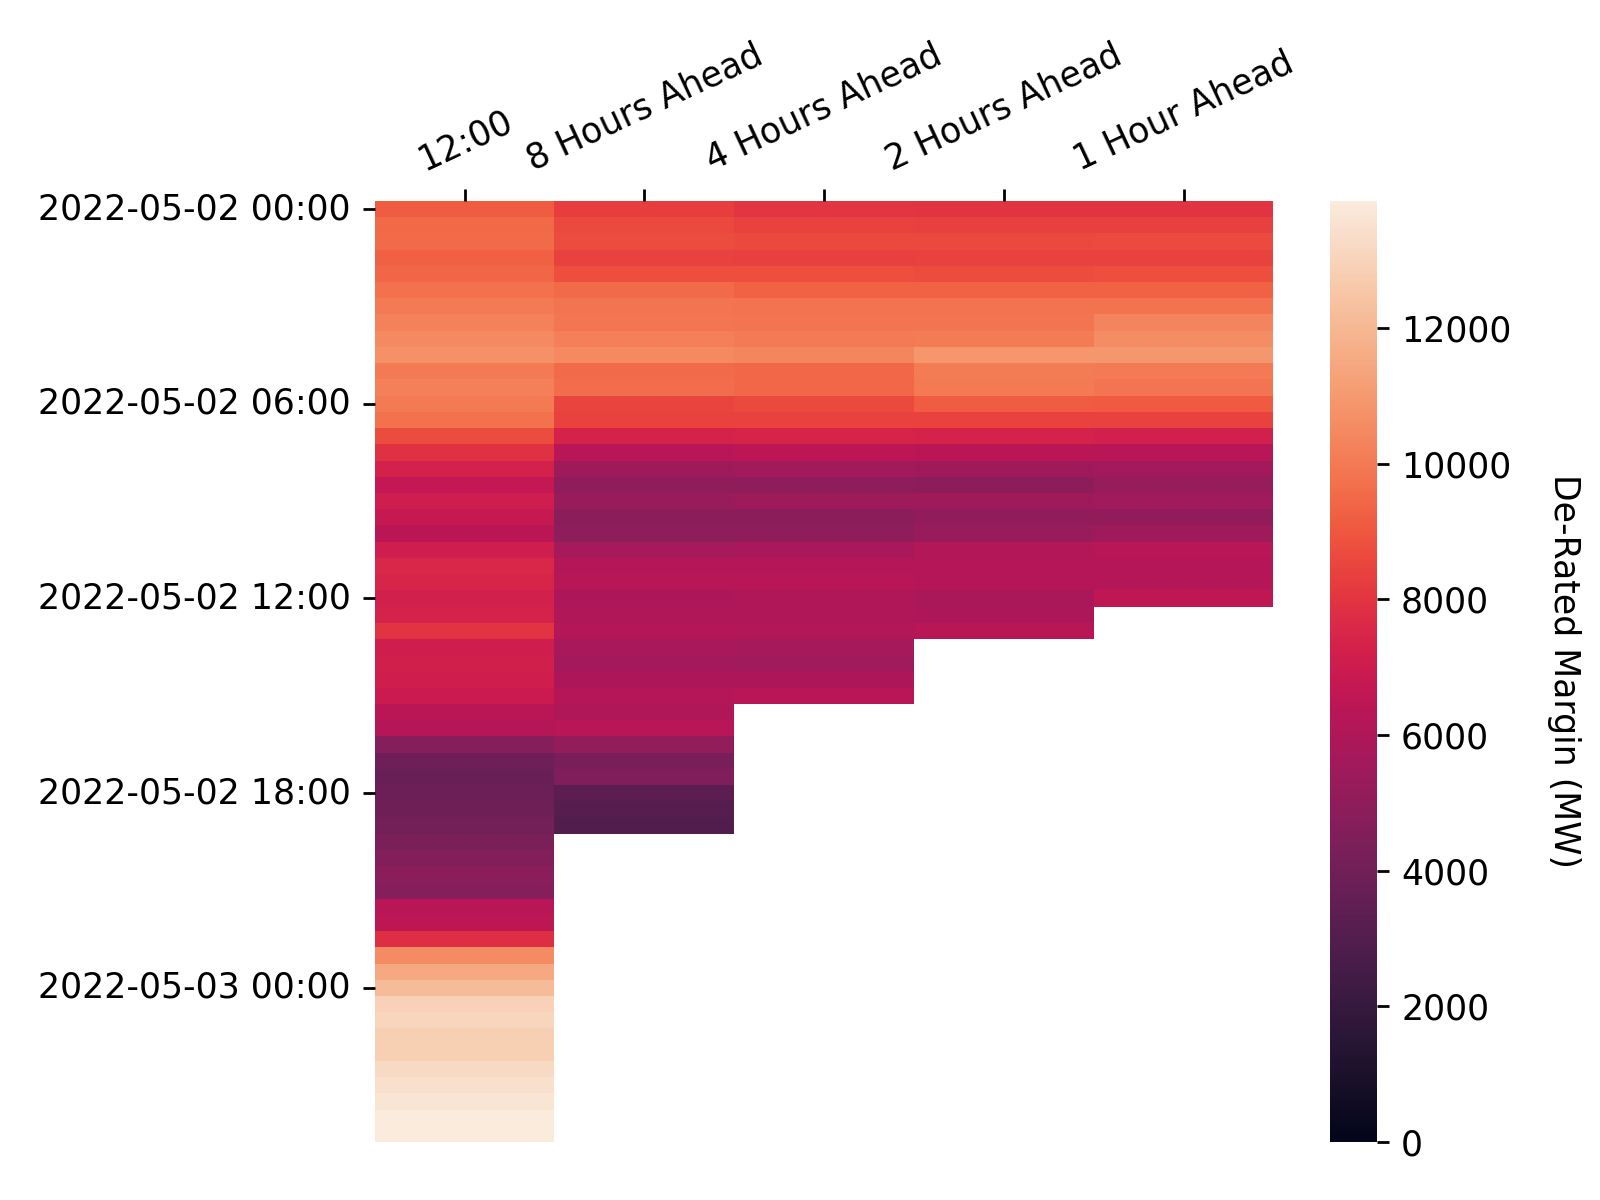 12:00
8 Hours Ahead
4 Hours Ahead
2 Hours Ahead
1 Hour Ahead
2022-05-02 00:00
2022-05-02 06:00
2022-05-02 12:00
2022-05-02 18:00
2022-05-03 00:00
12000
10000
8000
6000
4000
2000
0
De-Rated Margin (MW)